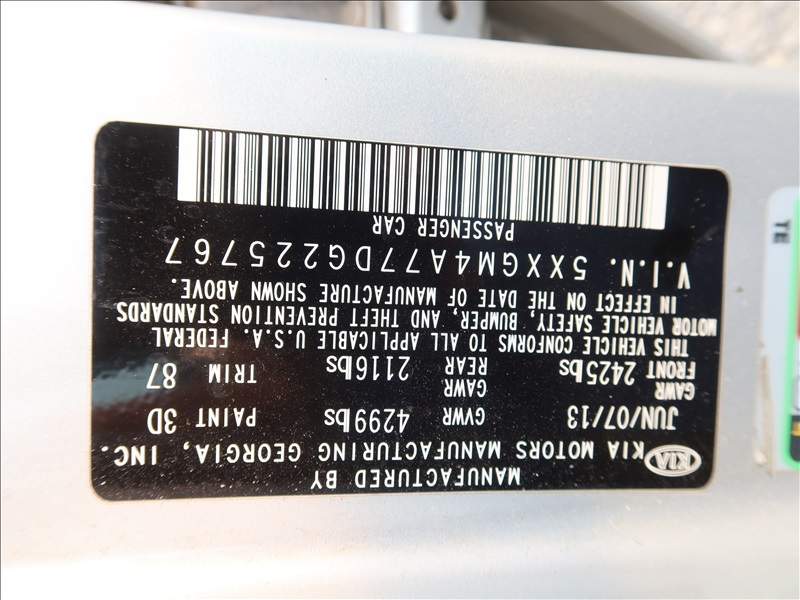 MANUFACTURED BY
KIA KIA MOTORS MANUFACTURING GEORGIA, INC.
JUN/07/13 GVWR 4299lbs PAINT 3D
GAWR FRONT 2425lbs GAWR REAR 2116lbs TRIM 87
THIS VEHICLE CONFORMS TO ALL APPLICABLE U.S.A. FEDERAL
MOTOR VEHICLE SAFETY, BUMPER, AND THEFT PREVENTION STANDARDS
IN EFFECT ON THE DATE OF MANUFACTURE SHOWN ABOVE.
V.I.N. 5XXGM4A77DG225767
PASSENGER CAR
TE